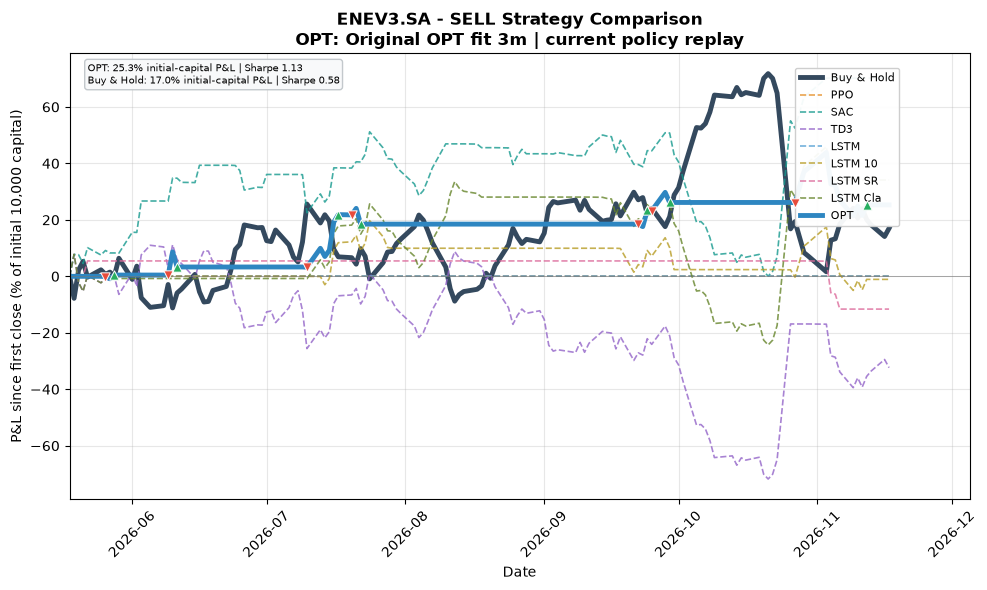 ENEV3.SA - SELL Strategy Comparison
OPT: Original OPT fit 3m | current policy replay
OPT: 25.3% initial-capital P&L | Sharpe 1.13
Buy & Hold: 17.0% initial-capital P&L | Sharpe 0.58
Buy & Hold
PPO
SAC
TD3
LSTM
LSTM 10
LSTM SR
LSTM Cla
OPT
P&L since first close (% of initial 10,000 capital)
60
40
20
0
−20
−40
−60
2026-06
2026-07
2026-08
2026-09
2026-10
2026-11
2026-12
Date